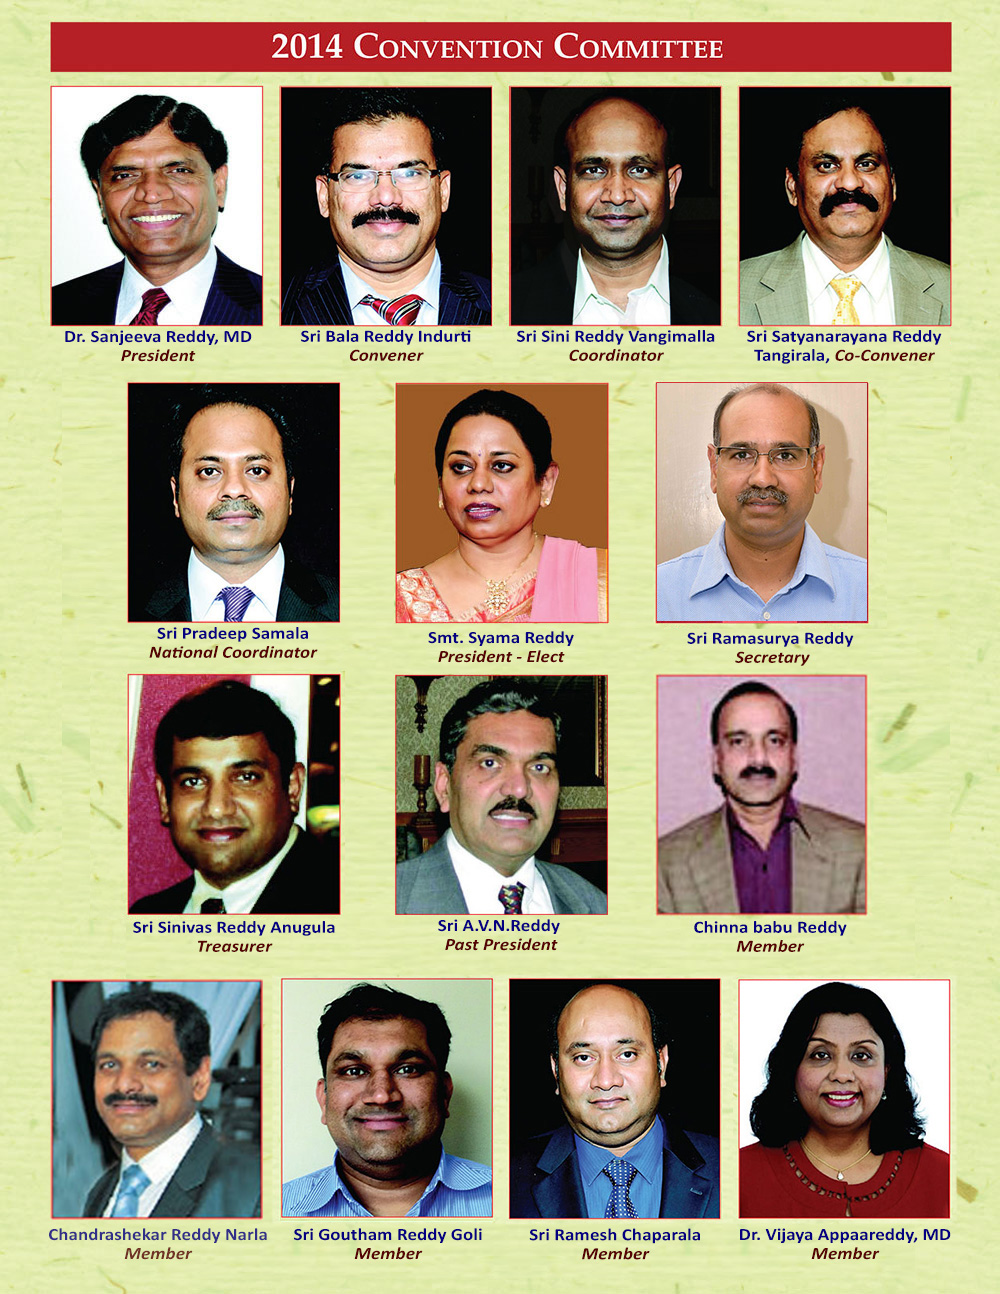 2014 Convention Committee
Dr. Sanjeeva Reddy, MD
President
Sri Bala Reddy Indurti
Convener
Sri Sini Reddy Vangimalla
Coordinator
Sri Satyanarayana Reddy
Tangirala, Co-Convener
Sri Pradeep Samala
National Coordinator
Smt. Syama Reddy
President - Elect
Sri Ramasurya Reddy
Secretary
Sri Sinivas Reddy Anugula
Treasurer
Sri A.V.N.Reddy
Past President
Chinna babu Reddy
Member
Chandrashekar Reddy Narla
Member
Sri Goutham Reddy Goli
Member
Sri Ramesh Chaparala
Member
Dr. Vijaya Appaareddy, MD
Member